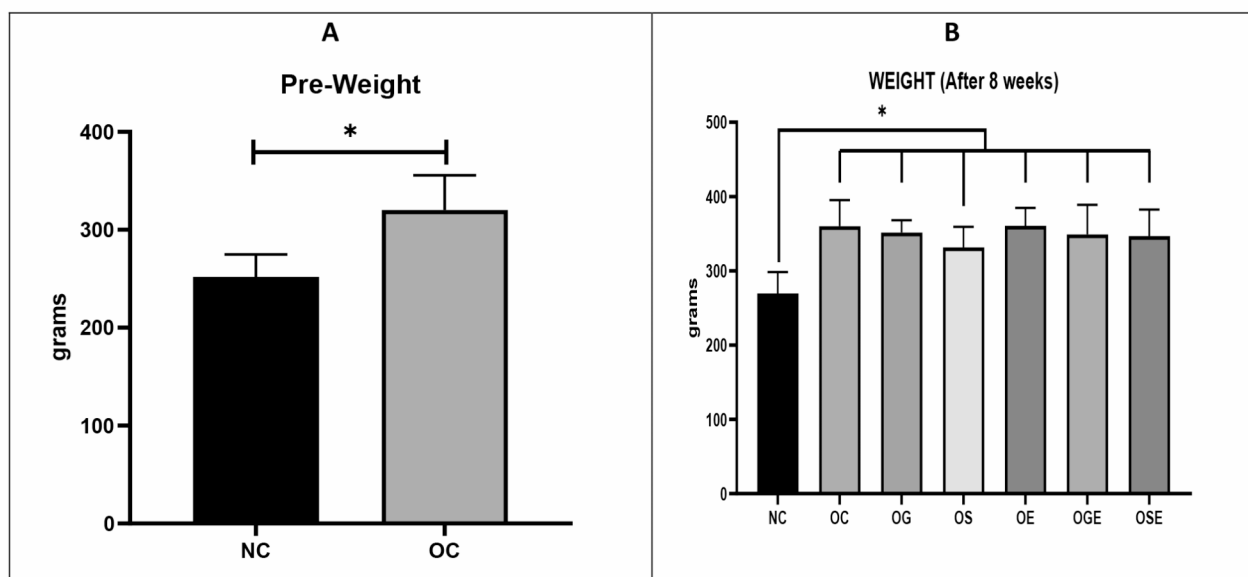 A
Pre-Weight
*
400
300
200
100
0
grams
NC OC
B
WEIGHT (After 8 weeks)
*
500
400
300
200
100
0
grams
NC OC OG OS OE OGE OSE